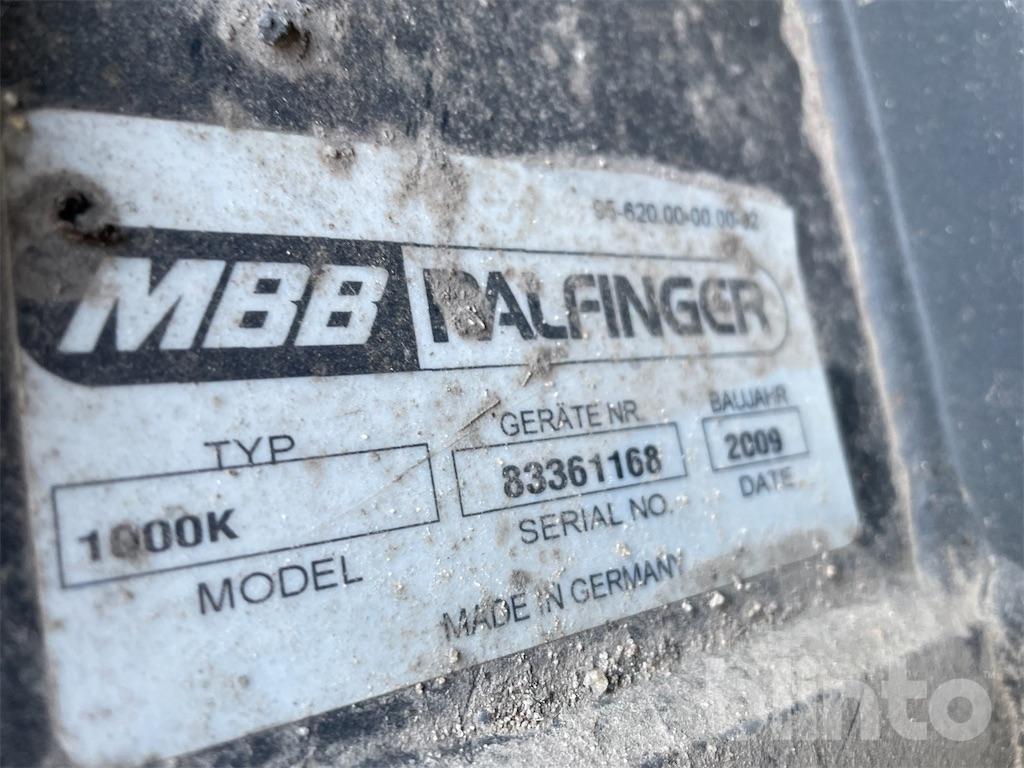 95-620.00-00.00-02
MBB PALFINGER
TYP GERÄTE NR. BAUJAHR
1000K 83361168 2009
MODEL SERIAL NO. DATE
MADE IN GERMANY
blinto